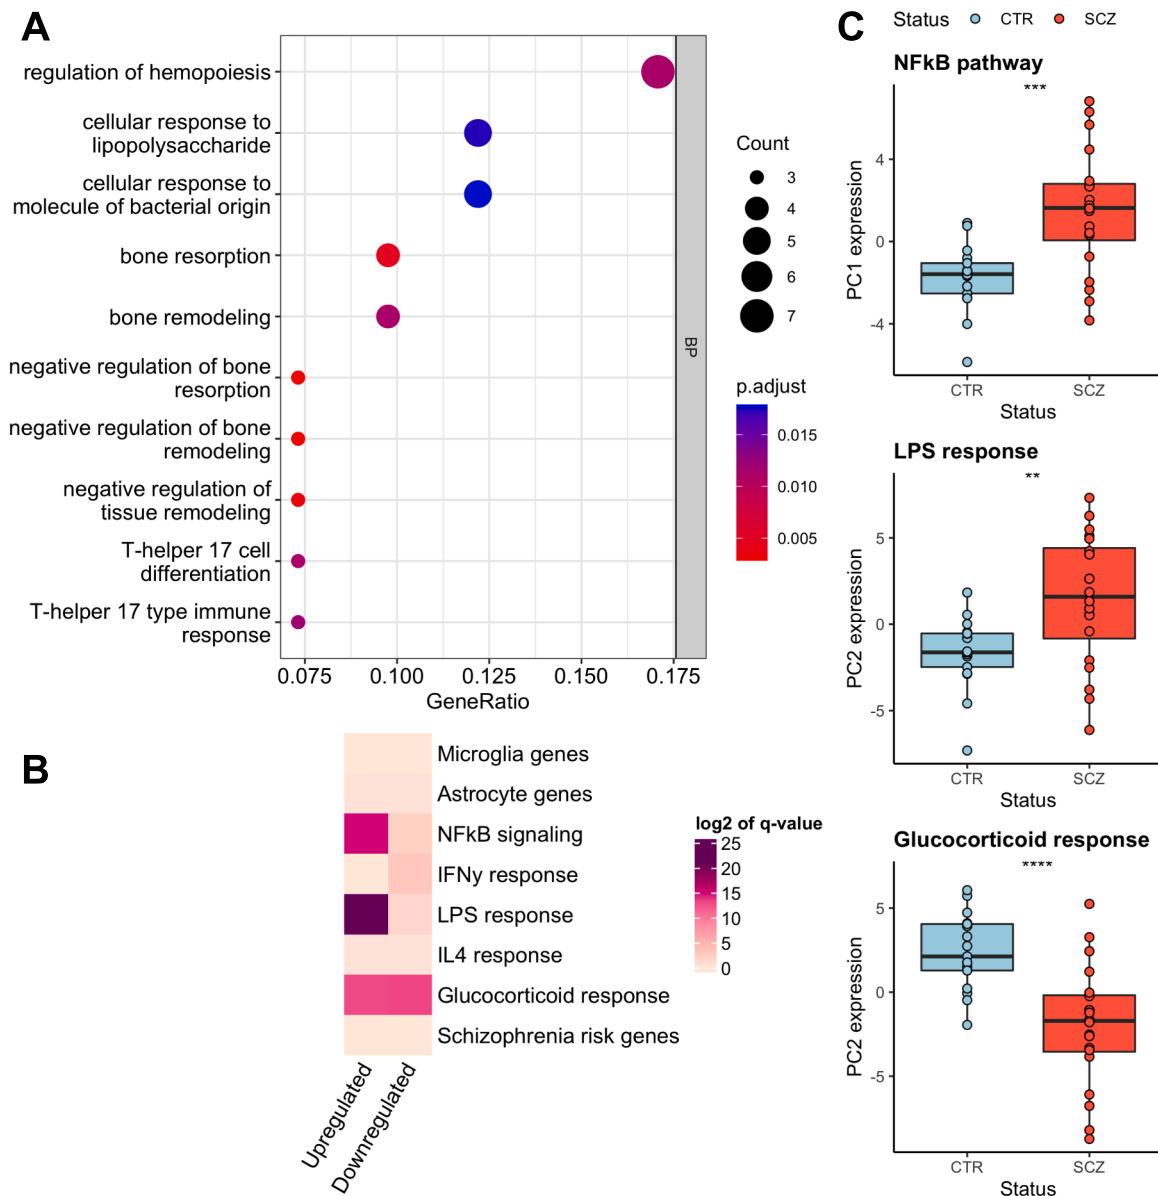 A
regulation of hemopoiesis
cellular response to
lipopolysaccharide
cellular response to
molecule of bacterial origin
bone resorption
bone remodeling
negative regulation of bone
resorption
negative regulation of bone
remodeling
negative regulation of
tissue remodeling
T-helper 17 cell
differentiation
T-helper 17 type immune
response
0.075 0.100 0.125 0.150 0.175
GeneRatio
BP
Count
3
4
5
6
7
p.adjust
0.015
0.010
0.005
B
Microglia genes
Astrocyte genes
NFkB signaling
IFNy response
LPS response
IL4 response
Glucocorticoid response
Schizophrenia risk genes
Upregulated
Downregulated
log2 of q-value
25
20
15
10
5
0
C
Status CTR SCZ
NFkB pathway
***
PC1 expression
4
0
-4
CTR SCZ
Status
LPS response
**
PC2 expression
5
0
-5
CTR SCZ
Status
Glucocorticoid response
****
PC2 expression
5
0
-5
CTR SCZ
Status